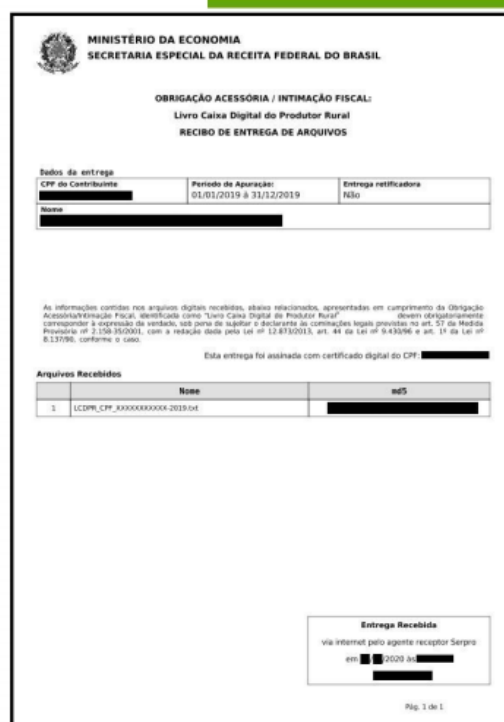 MINISTÉRIO DA ECONOMIA
SECRETARIA ESPECIAL DA RECEITA FEDERAL DO BRASIL
OBRIGAÇÃO ACESSÓRIA / INTIMAÇÃO FISCAL:
Livro Caixa Digital do Produtor Rural
RECIBO DE ENTREGA DE ARQUIVOS
Dados da entrega
CPF do Contribuinte Período de Apuração: Entrega retificadora
01/01/2019 à 31/12/2019 Não
Nome
As informações contidas nos arquivos digitais recebidos, abaixo relacionados, apresentadas em cumprimento da Obrigação
Acessória/Intimação Fiscal, identificada como "Livro Caixa Digital do Produtor Rural" devem obrigatoriamente
corresponder à expressão da verdade, sob pena de sujeitar o declarante às cominações legais previstas no art. 57 da Medida
Provisória nº 2.158-35/2001, com a redação dada pela Lei nº 12.873/2013, art. 44 da Lei nº 9.430/96 e art. 1º da Lei nº
8.137/90, conforme o caso.
Esta entrega foi assinada com certificado digital do CPF:
Arquivos Recebidos
Nome md5
1 LCDPR_CPF_XXXXXXXXXXX-2019.txt
Entrega Recebida
via internet pelo agente receptor Serpro
em / /2020 às
Pág. 1 de 1